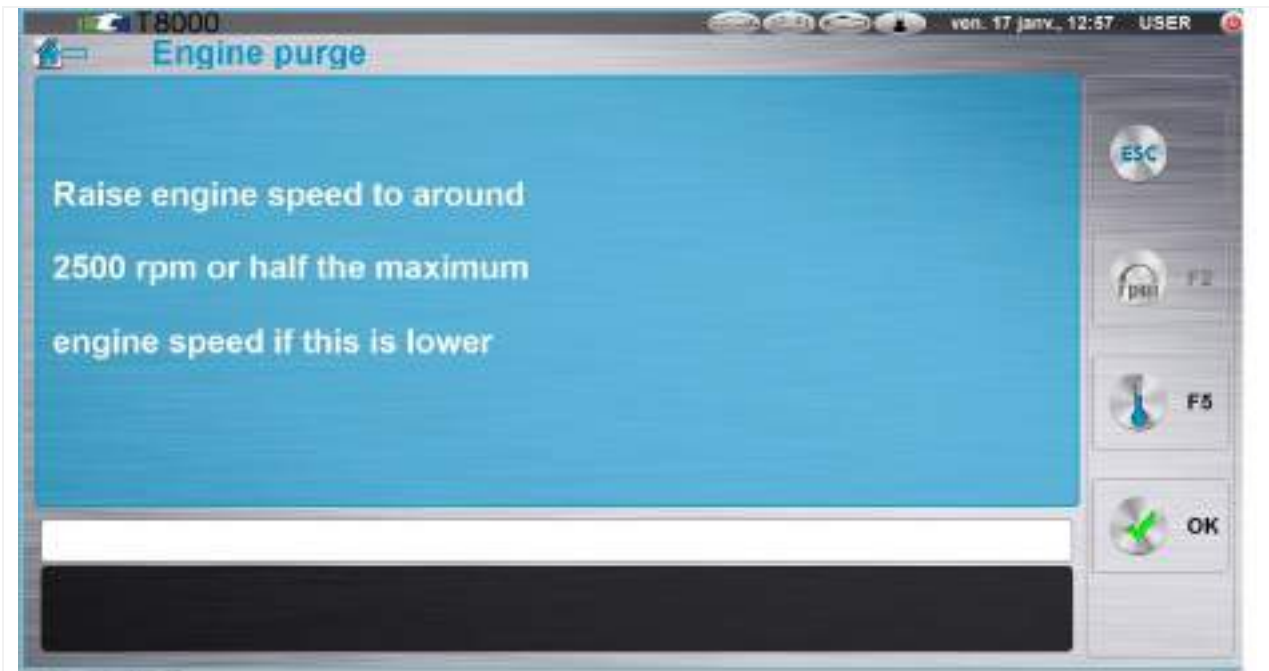 T8000
ven. 17 janv., 12:57 USER
Engine purge
Raise engine speed to around
2500 rpm or half the maximum
engine speed if this is lower
ESC
rpm F2
F5
OK